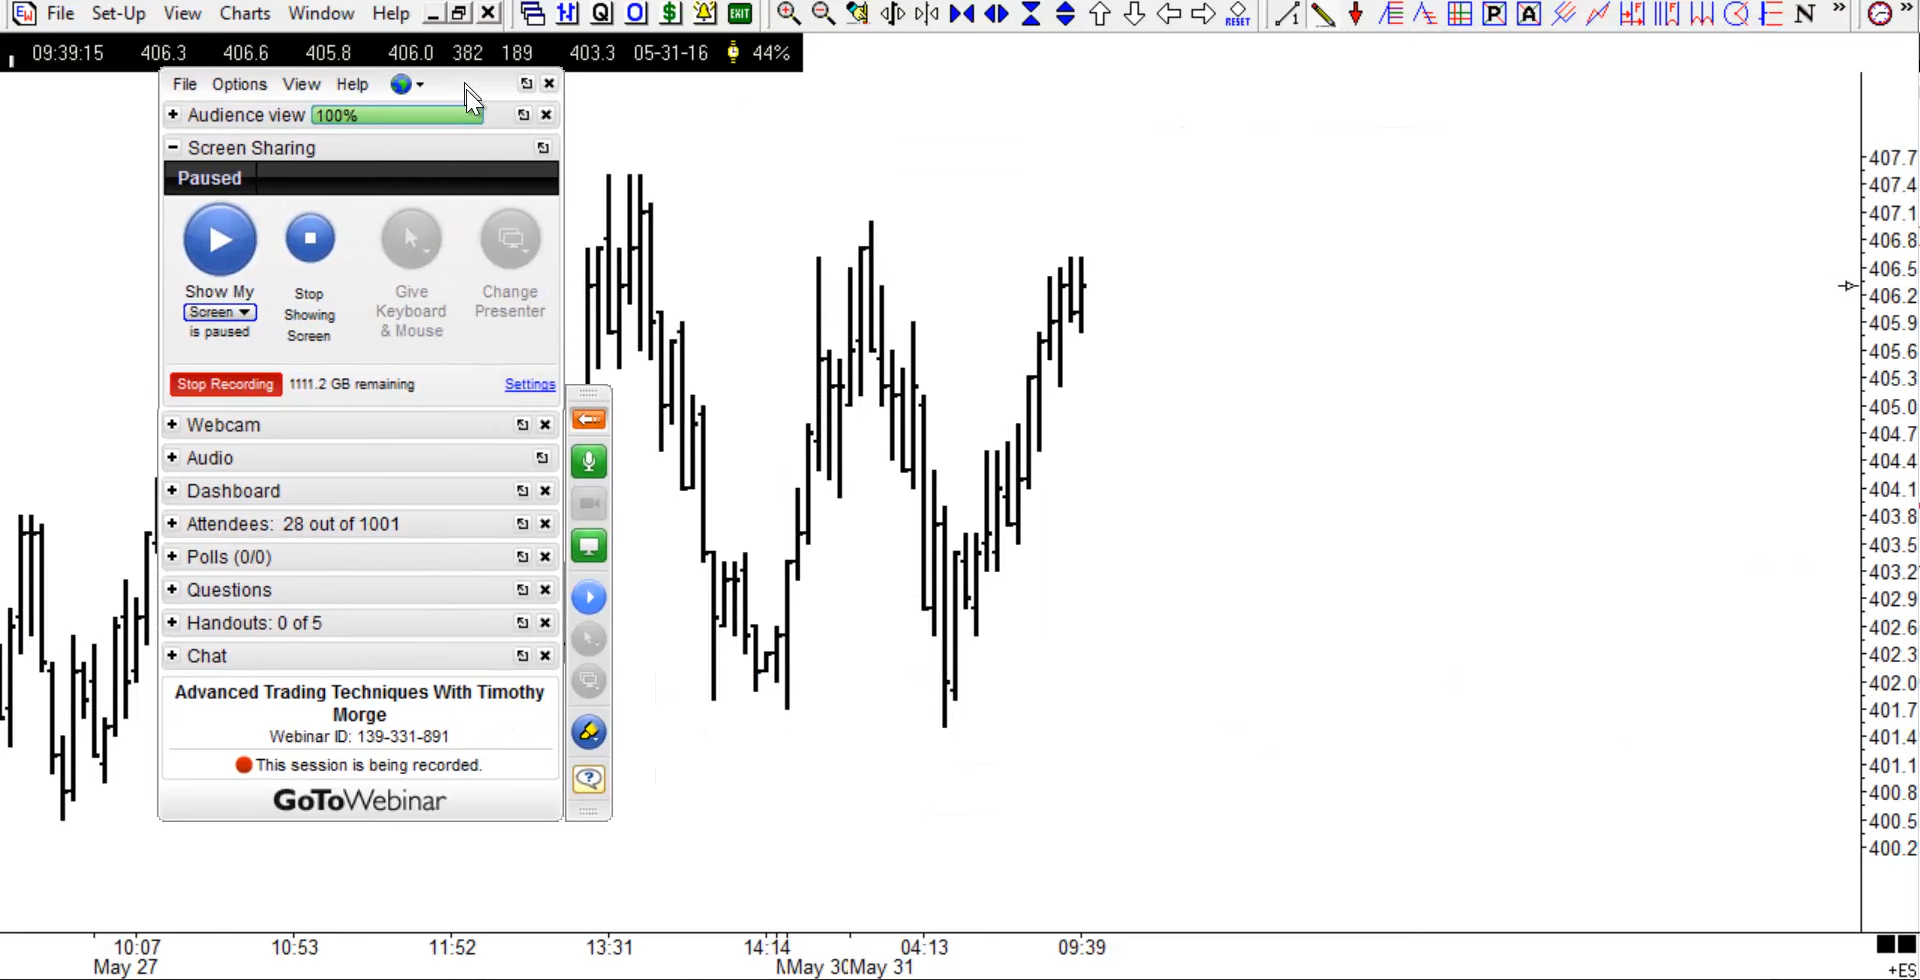 File Set-Up View Charts Window Help
09:39:15 406.3 406.6 405.8 406.0 382 189 403.3 05-31-16 44%
EXIT
RESET
P A N
File Options View Help
Audience view 100%
Screen Sharing
Paused
Show My
Screen
is paused
Stop
Showing
Screen
Give
Keyboard
& Mouse
Change
Presenter
Stop Recording 1111.2 GB remaining Settings
Webcam
Audio
Dashboard
Attendees: 28 out of 1001
Polls (0/0)
Questions
Handouts: 0 of 5
Chat
Advanced Trading Techniques With Timothy
Morge
Webinar ID: 139-331-891
This session is being recorded.
GoToWebinar
407.7
407.4
407.1
406.8
406.5
406.2
405.9
405.6
405.3
405.0
404.7
404.4
404.1
403.8
403.5
403.2
402.9
402.6
402.3
402.0
401.7
401.4
401.1
400.8
400.5
400.2
10:07 10:53 11:52 13:31 14:14 04:13 09:39
May 27 May 31
+ES